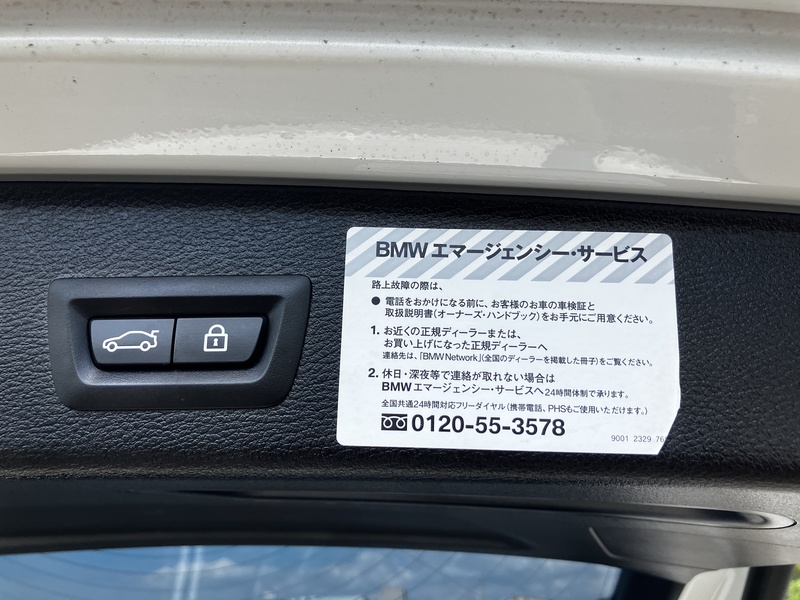 BMW エマージェンシー・サービス
路上故障の際は、
● 電話をおかけになる前に、お客様のお車の車検証と
取扱説明書(オーナーズ・ハンドブック)をお手元にご用意ください。
1. お近くの正規ディーラーまたは、
お買い上げになった正規ディーラーへ
連絡先は、「BMW Network」(全国のディーラーを掲載した冊子)をご覧ください。
2. 休日・深夜等で連絡が取れない場合は
BMW エマージェンシー・サービスへ24時間体制で承ります。
全国共通24時間対応フリーダイヤル(携帯電話、PHSもご使用いただけます。)
0120-55-3578
9001 2329 76